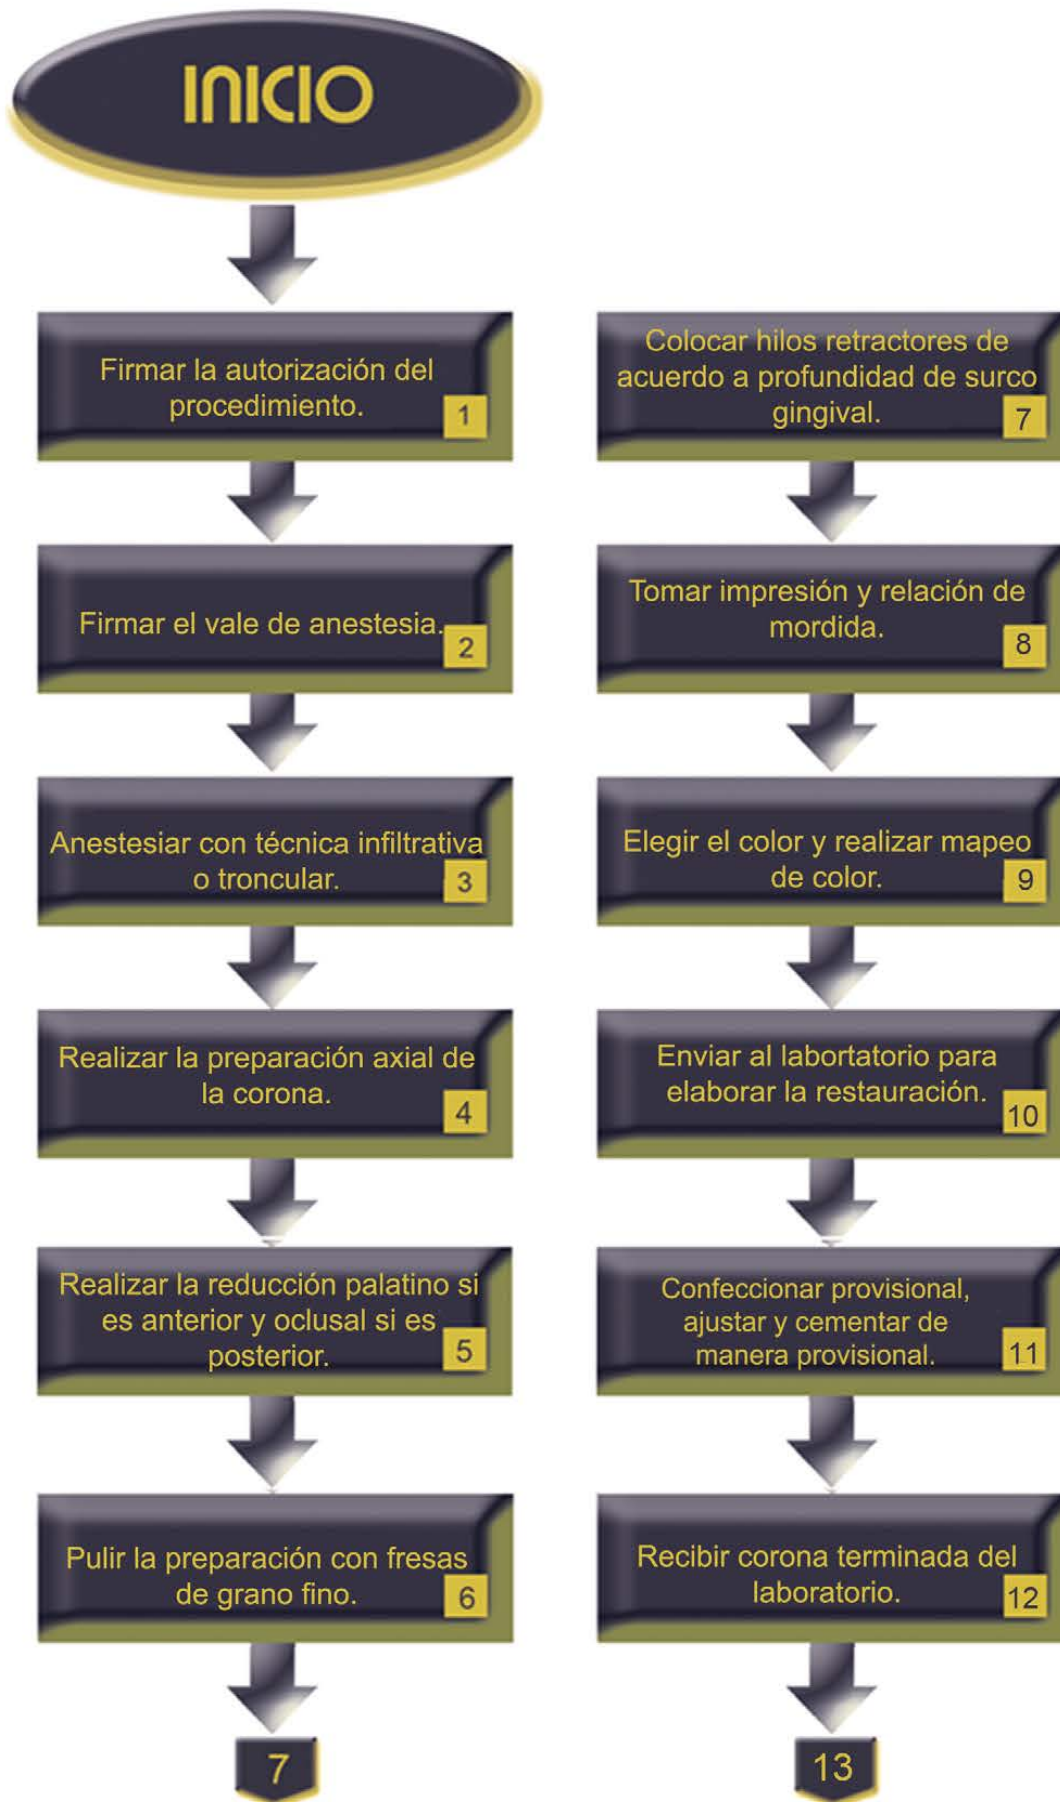 INICIO
Firmar la autorización del
procedimiento.
1
Firmar el vale de anestesia.
2
Anestesiar con técnica infiltrativa
o troncular.
3
Realizar la preparación axial de
la corona.
4
Realizar la reducción palatino si
es anterior y oclusal si es
posterior.
5
Pulir la preparación con fresas
de grano fino.
6
7
Colocar hilos retractores de
acuerdo a profundidad de surco
gingival.
7
Tomar impresión y relación de
mordida.
8
Elegir el color y realizar mapeo
de color.
9
Enviar al labortatorio para
elaborar la restauración.
10
Confeccionar provisional,
ajustar y cementar de
manera provisional.
11
Recibir corona terminada del
laboratorio.
12
13